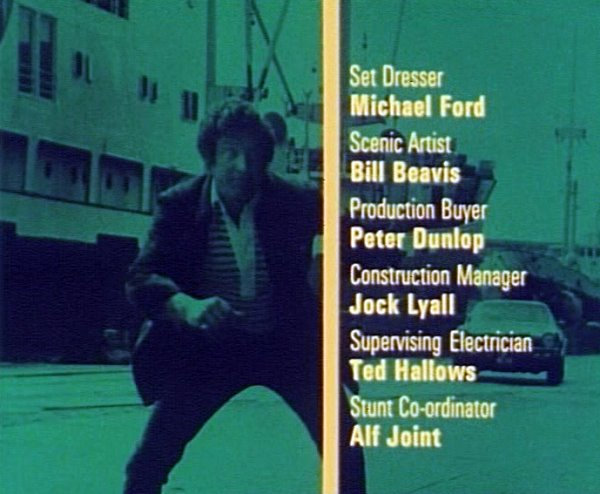 Set Dresser
Michael Ford
Scenic Artist
Bill Beavis
Production Buyer
Peter Dunlop
Construction Manager
Jock Lyall
Supervising Electrician
Ted Hallows
Stunt Co-ordinator
Alf Joint